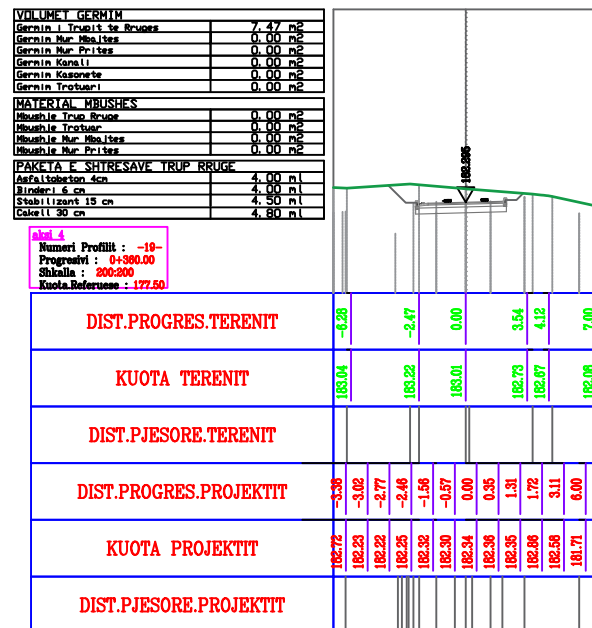 VOLUMET GERMIM
Germim i Trupit te Rruges 7.47 m2
Germim Mur Mbajtes 0.00 m2
Germim Mur Prites 0.00 m2
Germim Kanali 0.00 m2
Germim Kasonete 0.00 m2
Germim Trotuari 0.00 m2
MATERIAL MBUSHES
Mbushje Trup Rruge 0.00 m2
Mbushje Trotuar 0.00 m2
Mbushje Mur Mbajtes 0.00 m2
Mbushje Mur Prites 0.00 m2
PAKETA E SHTRESAVE TRUP RRUGE
Asfaltobeton 4cm 4.00 ml
Binderi 6 cm 4.00 ml
Stabilizant 15 cm 4.50 ml
Cakell 30 cm 4.80 ml
aksi 4
Numeri Profilit : -19-
Progresivi : 0+360.00
Shkalla : 200:200
Kuota Referuese : 177.50
DIST.PROGRES.TERENIT -6.28 -2.47 0.00 3.54 4.12 7.00
KUOTA TERENIT 183.04 183.22 183.01 182.73 182.67 182.08
DIST.PJESORE.TERENIT
DIST.PROGRES.PROJEKTIT -3.38 -3.02 -2.77 -2.46 -1.56 -0.57 0.00 0.35 1.31 1.72 3.11 6.00
KUOTA PROJEKTIT 182.72 182.23 182.22 182.25 182.32 182.30 182.34 182.36 182.35 182.86 182.58 181.71
DIST.PJESORE.PROJEKTIT